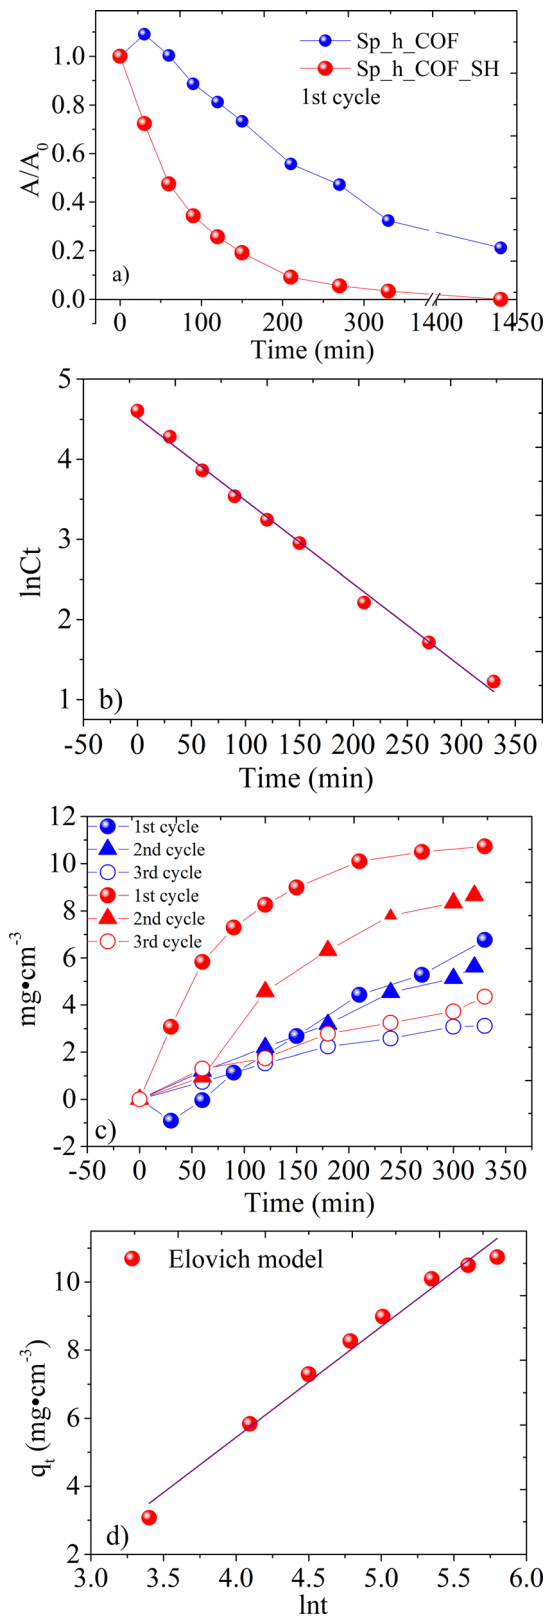 Sp_h_COF
Sp_h_COF_SH
1st cycle
A/A0
1.0
0.8
0.6
0.4
0.2
0.0
a)
0 100 200 300 1400 1450
Time (min)
lnCt
5
4
3
2
1
b)
-50 0 50 100 150 200 250 300 350
Time (min)
mg•cm-3
12
10
8
6
4
2
0
-2
1st cycle
2nd cycle
3rd cycle
1st cycle
2nd cycle
3rd cycle
c)
-50 0 50 100 150 200 250 300 350
Time (min)
qt (mg•cm-3)
Elovich model
10
8
6
4
2
d)
3.0 3.5 4.0 4.5 5.0 5.5 6.0
lnt